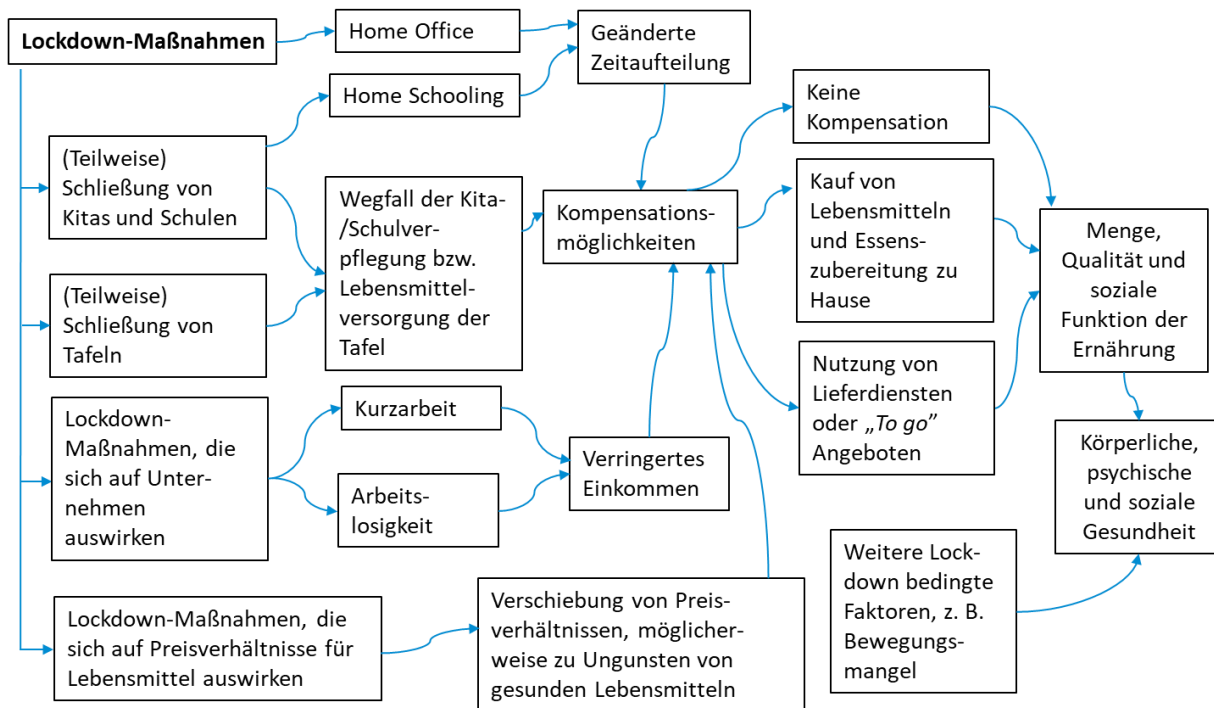 Lockdown-Maßnahmen
Home Office
Home Schooling
Geänderte
Zeitaufteilung
(Teilweise)
Schließung von
Kitas und Schulen
(Teilweise)
Schließung von
Tafeln
Wegfall der Kita-
/Schulver-
pflegung bzw.
Lebensmittel-
versorgung der
Tafel
Kompensations-
möglichkeiten
Lockdown-
Maßnahmen, die
sich auf Unter-
nehmen
auswirken
Kurzarbeit
Arbeits-
losigkeit
Verringertes
Einkommen
Lockdown-Maßnahmen, die
sich auf Preisverhältnisse für
Lebensmittel auswirken
Verschiebung von Preis-
verhältnissen, möglicher-
weise zu Ungunsten von
gesunden Lebensmitteln
Keine
Kompensation
Kauf von
Lebensmitteln
und Essens-
zubereitung zu
Hause
Nutzung von
Lieferdiensten
oder „To go”
Angeboten
Menge,
Qualität und
soziale
Funktion der
Ernährung
Körperliche,
psychische
und soziale
Gesundheit
Weitere Lock-
down bedingte
Faktoren, z. B.
Bewegungs-
mangel